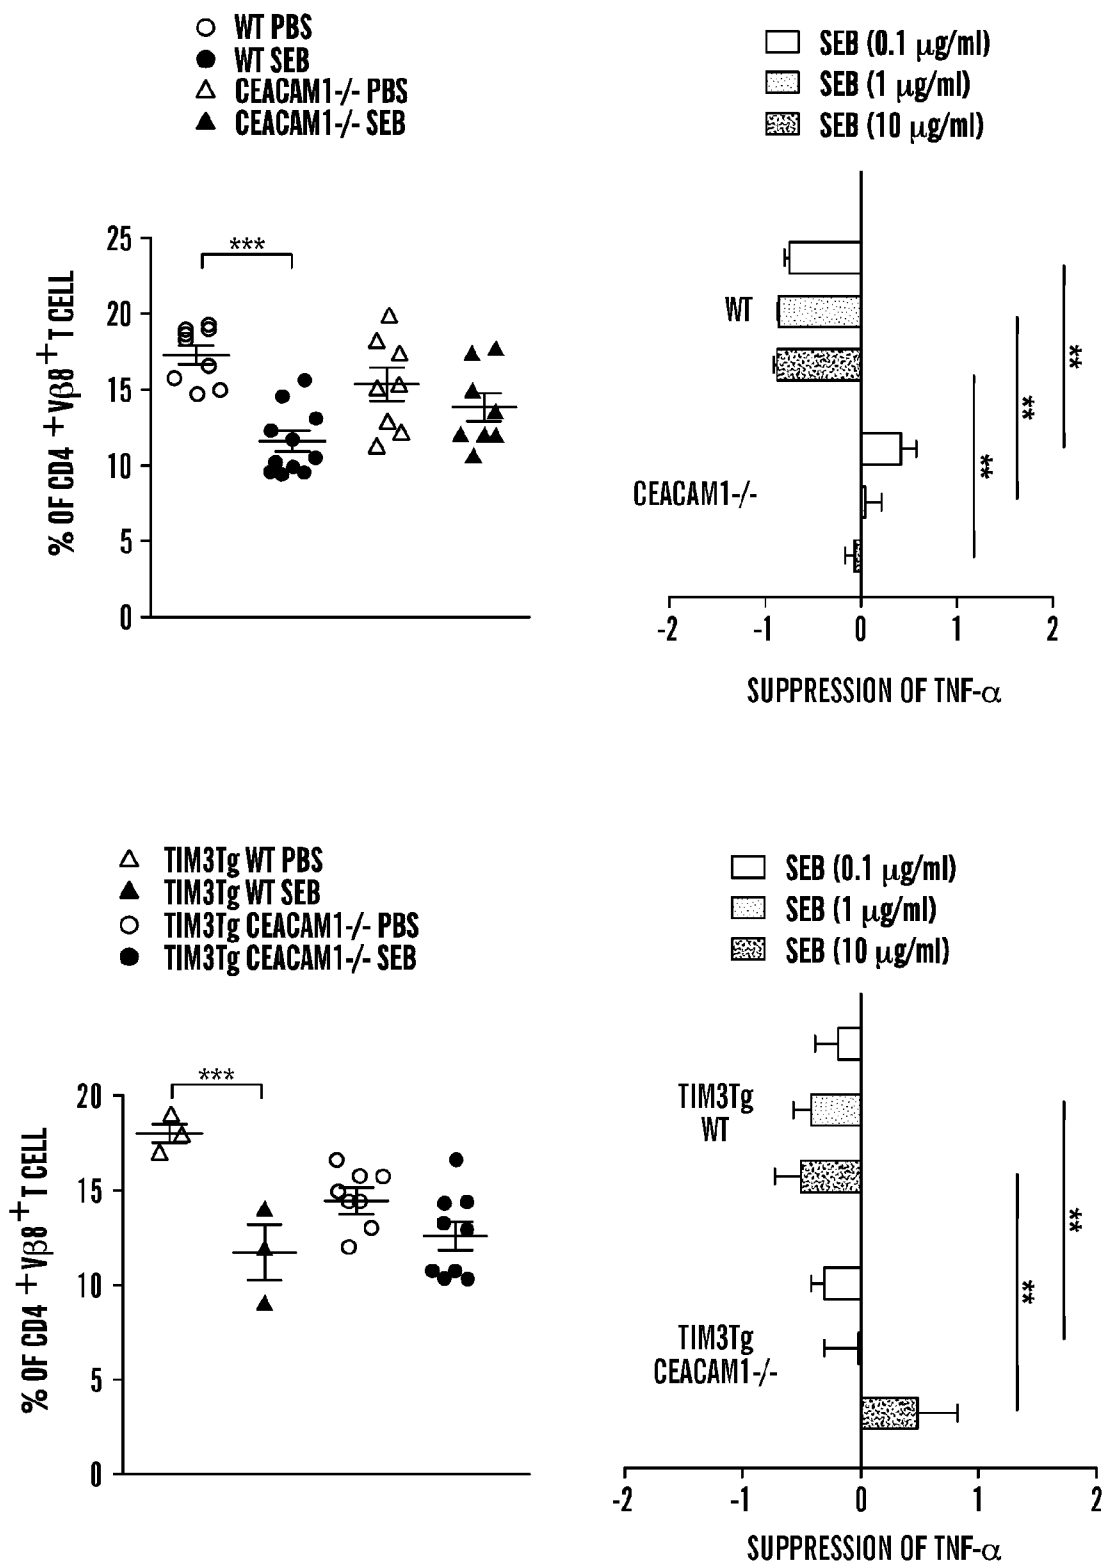 WT PBS
WT SEB
CEACAM1-/- PBS
CEACAM1-/- SEB
% OF CD4 +Vβ8+T CELL
25
20
15
10
5
0
***
SEB (0.1 μg/ml)
SEB (1 μg/ml)
SEB (10 μg/ml)
WT
CEACAM1-/-
**
**
**
-2 -1 0 1 2
SUPPRESSION OF TNF-α
TIM3Tg WT PBS
TIM3Tg WT SEB
TIM3Tg CEACAM1-/- PBS
TIM3Tg CEACAM1-/- SEB
% OF CD4 +Vβ8+T CELL
20
15
10
5
0
***
SEB (0.1 μg/ml)
SEB (1 μg/ml)
SEB (10 μg/ml)
TIM3Tg
WT
TIM3Tg
CEACAM1-/-
**
**
-2 -1 0 1 2
SUPPRESSION OF TNF-α